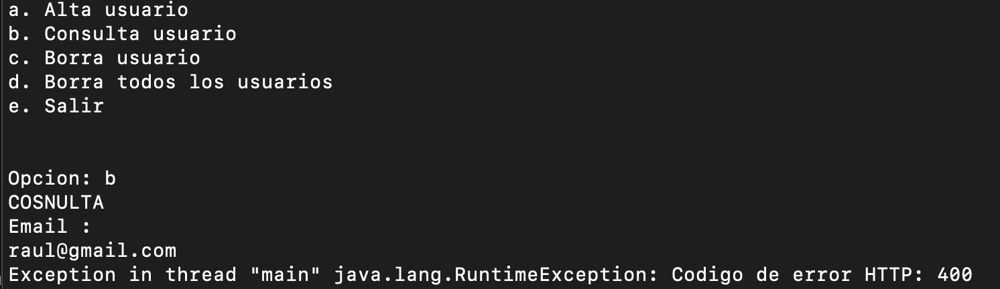 a. Alta usuario
b. Consulta usuario
c. Borra usuario
d. Borra todos los usuarios
e. Salir
Opcion: b
COSNULTA
Email :
raul@gmail.com
Exception in thread "main" java.lang.RuntimeException: Codigo de error HTTP: 400